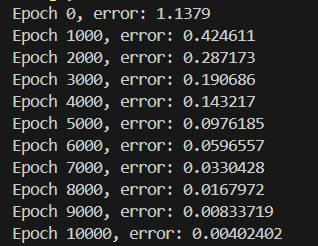 Epoch 0, error: 1.1379
Epoch 1000, error: 0.424611
Epoch 2000, error: 0.287173
Epoch 3000, error: 0.190686
Epoch 4000, error: 0.143217
Epoch 5000, error: 0.0976185
Epoch 6000, error: 0.0596557
Epoch 7000, error: 0.0330428
Epoch 8000, error: 0.0167972
Epoch 9000, error: 0.00833719
Epoch 10000, error: 0.00402402